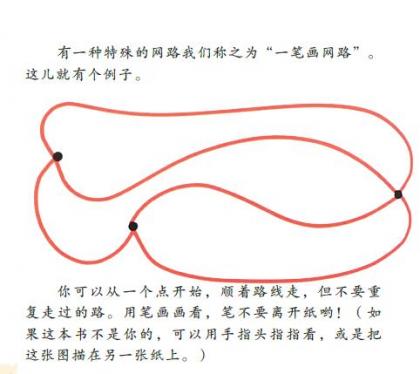 有一种特殊的网路我们称之为“一笔画网路”。
这儿就有个例子。
你可以从一个点开始，顺着路线走，但不要重
复走过的路。用笔画画看，笔不要离开纸哟！（如
果这本书不是你的，可以用手指头指指看，或是把
这张图描在另一张纸上。）